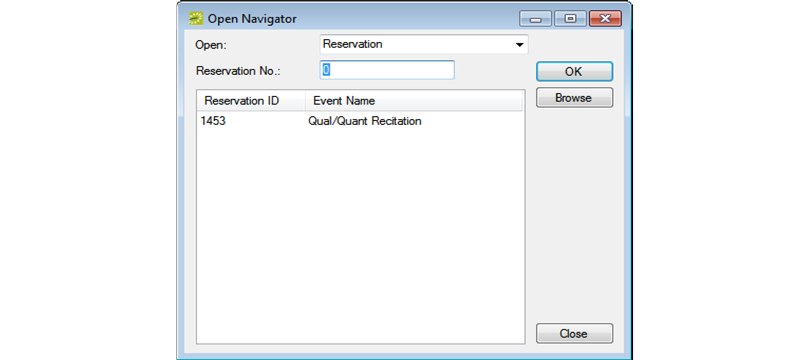 Open Navigator
Open: Reservation
Reservation No.: 0
OK
Browse
Reservation ID Event Name
1453 Qual/Quant Recitation
Close